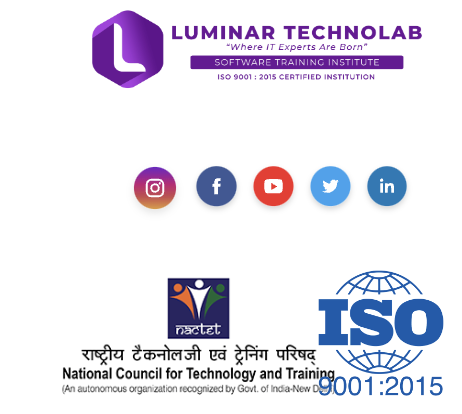 LUMINAR TECHNOLAB
“Where IT Experts Are Born”
SOFTWARE TRAINING INSTITUTE
ISO 9001 : 2015 CERTIFIED INSTITUTION
f
in
nactet
राष्ट्रीय टैकनोलजी एवं ट्रेनिंग परिषद्
National Council for Technology and Training
(An autonomous organization recognized by Govt. of India-New
ISO
9001:2015